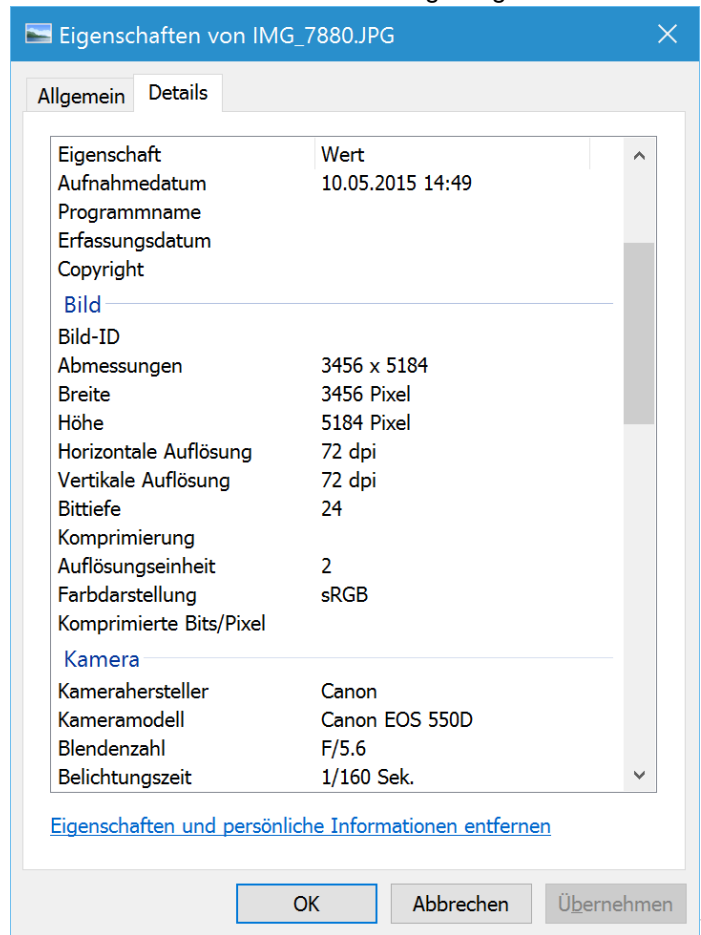 Eigenschaften von IMG_7880.JPG
Allgemein Details
Eigenschaft Wert
Aufnahmedatum 10.05.2015 14:49
Programmname
Erfassungsdatum
Copyright
Bild
Bild-ID
Abmessungen 3456 x 5184
Breite 3456 Pixel
Höhe 5184 Pixel
Horizontale Auflösung 72 dpi
Vertikale Auflösung 72 dpi
Bittiefe 24
Komprimierung
Auflösungseinheit 2
Farbdarstellung sRGB
Komprimierte Bits/Pixel
Kamera
Kamerahersteller Canon
Kameramodell Canon EOS 550D
Blendenzahl F/5.6
Belichtungszeit 1/160 Sek.
Eigenschaften und persönliche Informationen entfernen
OK Abbrechen Übernehmen